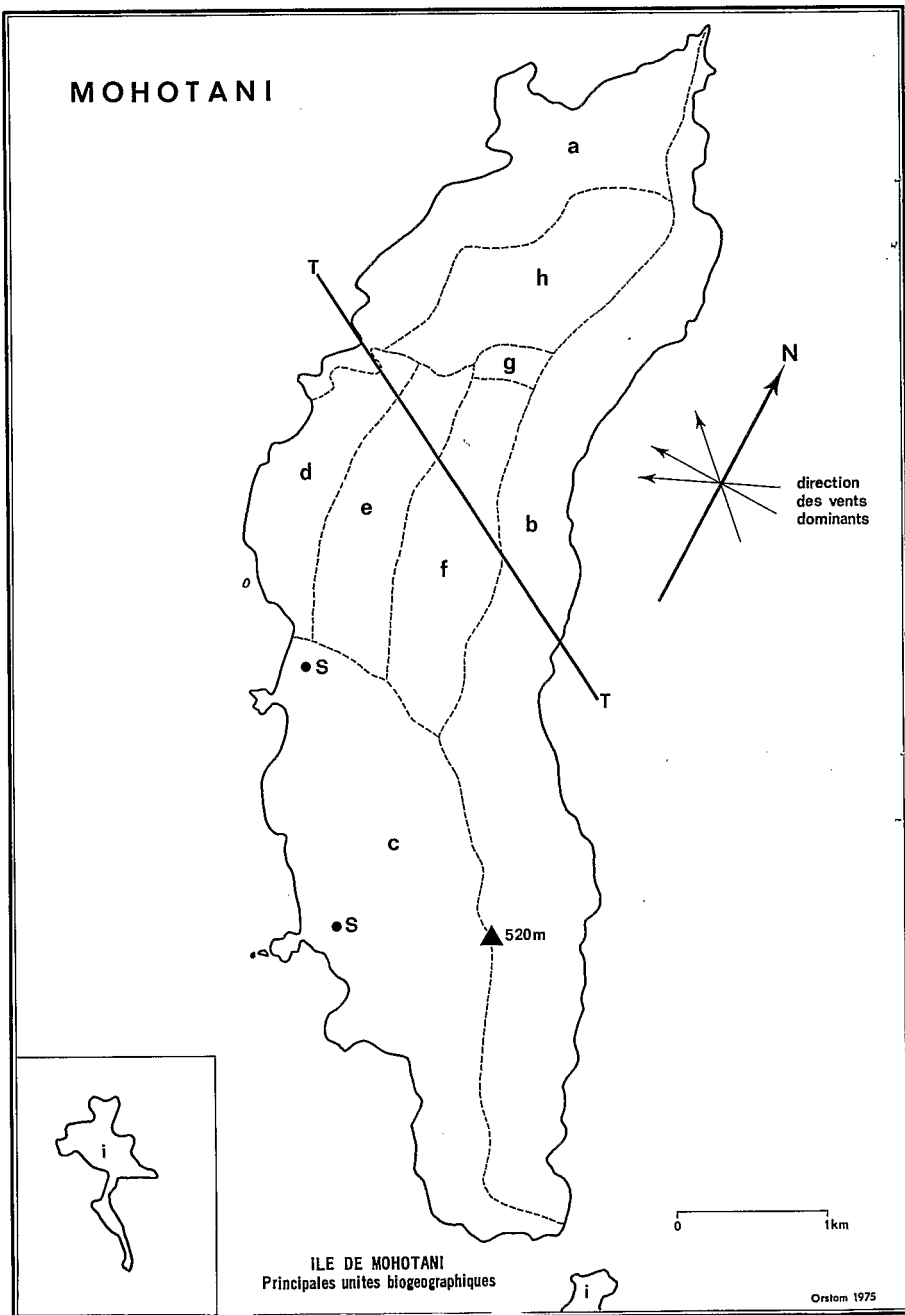 MOHOTANI
a
T
h
N
g
d
direction
des vents
dominants
e
b
f
S
T
c
S
520m
i
0
1km
ILE DE MOHOTANI
Principales unites biogeographiques
i
Orstom 1975